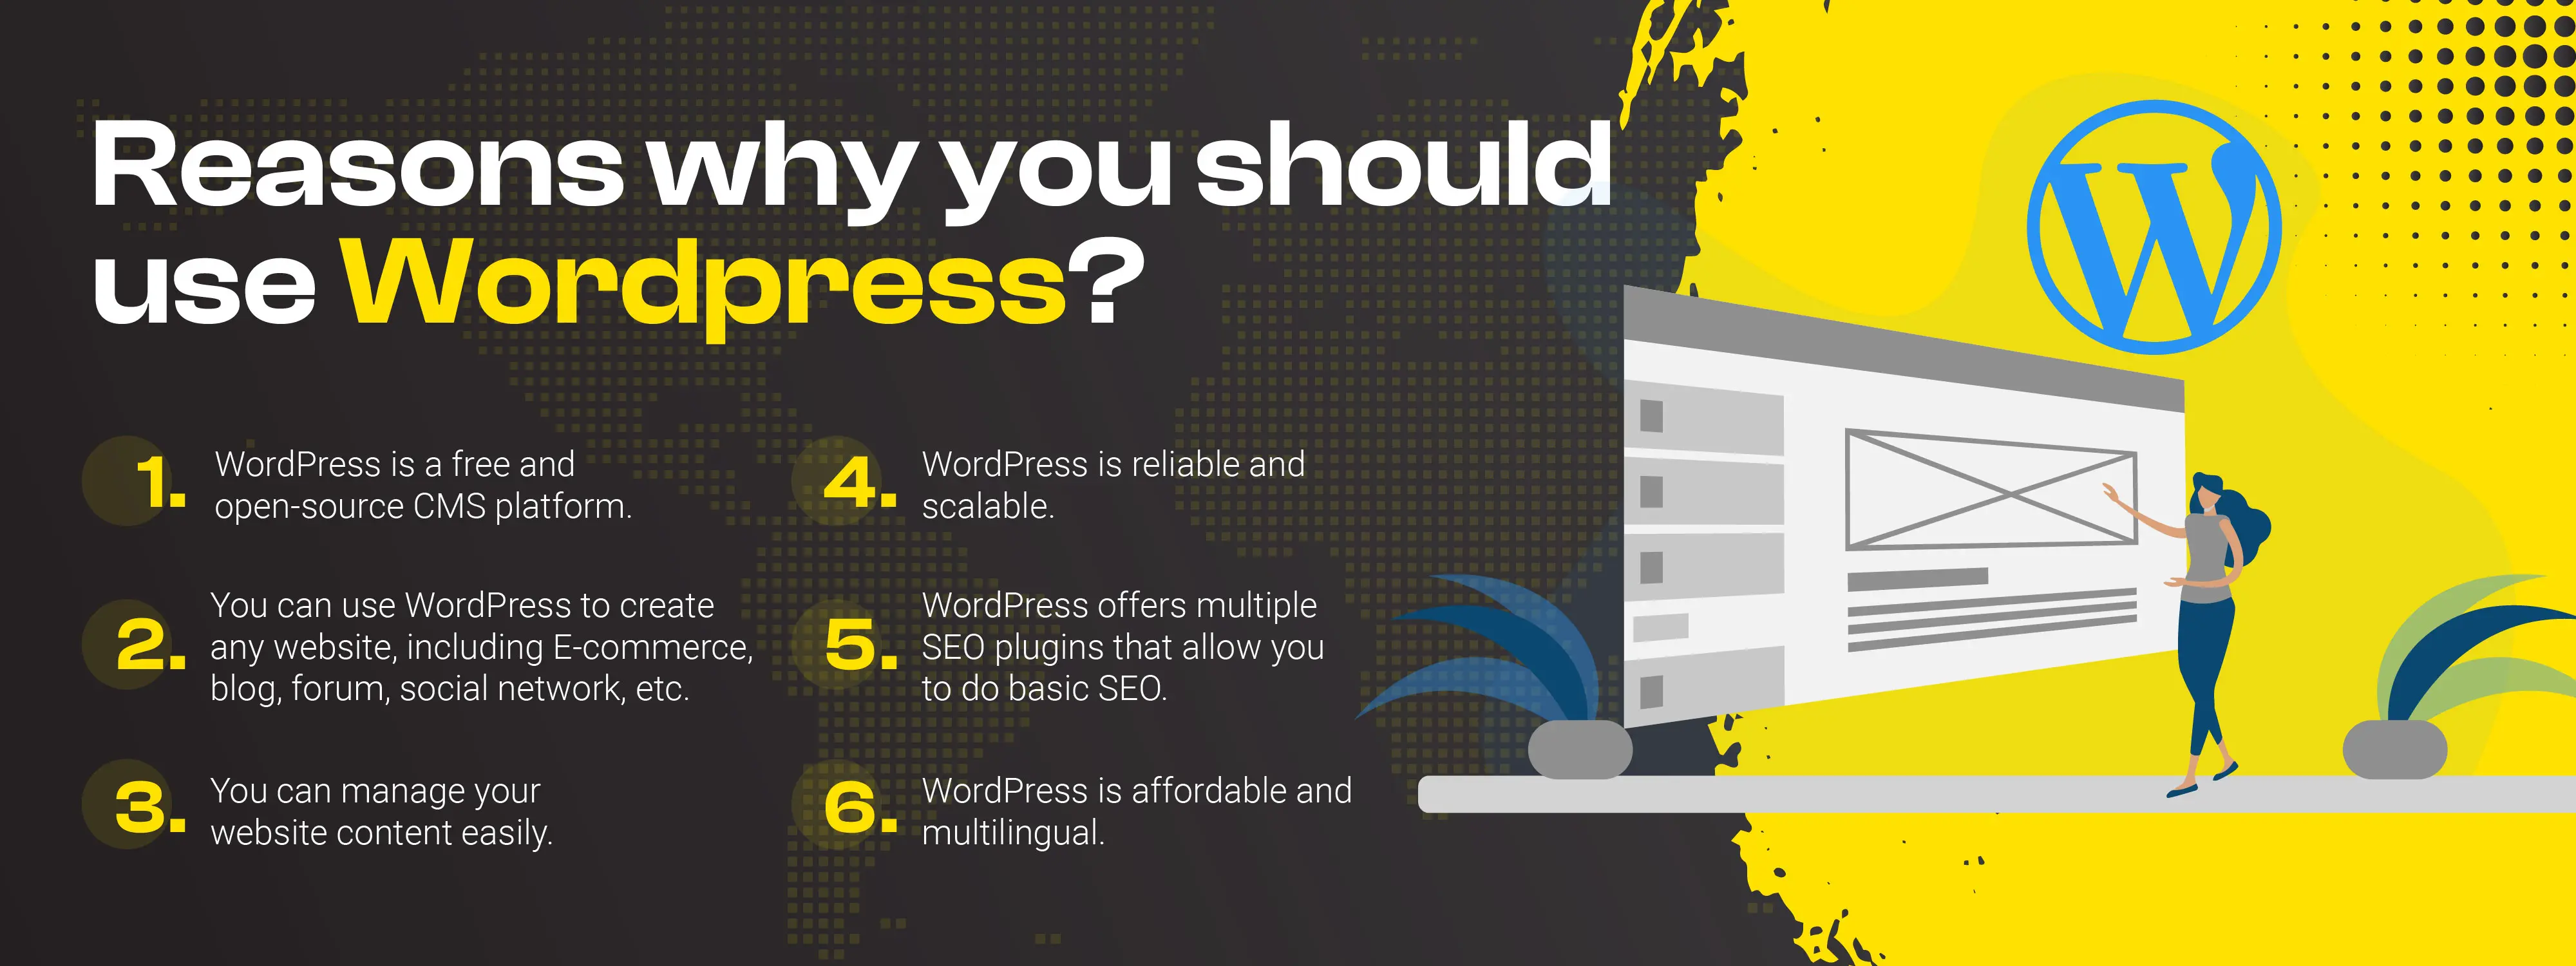 Reasons why you should
use Wordpress?
1.
WordPress is a free and
open-source CMS platform.
2.
You can use WordPress to create
any website, including E-commerce,
blog, forum, social network, etc.
3.
You can manage your
website content easily.
4.
WordPress is reliable and
scalable.
5.
WordPress offers multiple
SEO plugins that allow you
to do basic SEO.
6.
WordPress is affordable and
multilingual.
W